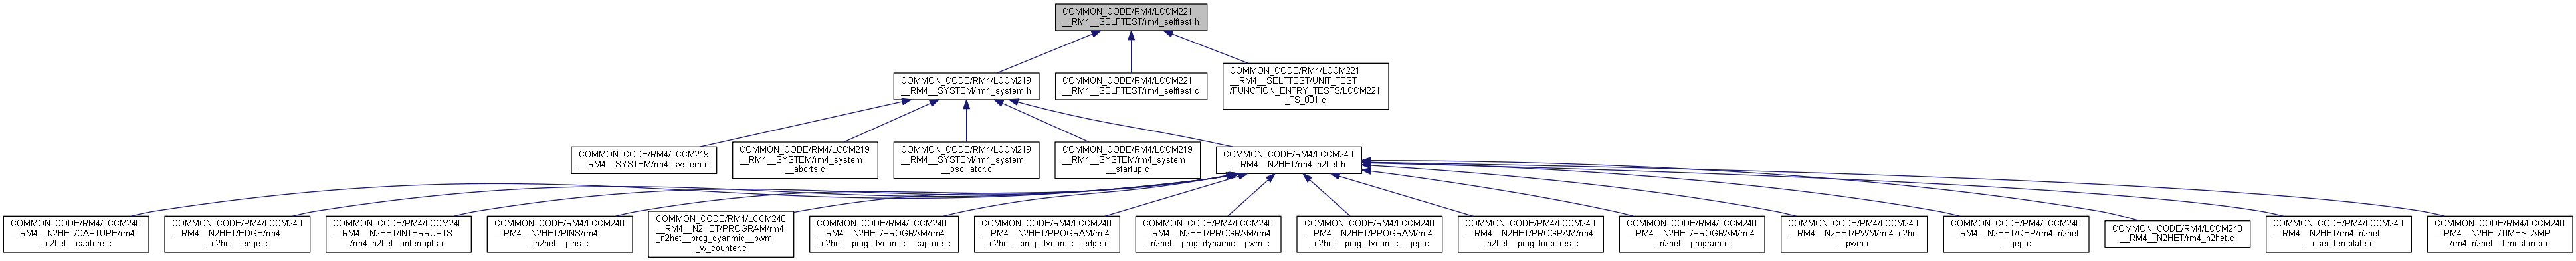 COMMON_CODE/RM4/LCCM221
__RM4__SELFTEST/rm4_selftest.h
COMMON_CODE/RM4/LCCM219
__RM4__SYSTEM/rm4_system.h
COMMON_CODE/RM4/LCCM221
__RM4__SELFTEST/rm4_selftest.c
COMMON_CODE/RM4/LCCM221
__RM4__SELFTEST/UNIT_TEST
/FUNCTION_ENTRY_TESTS/LCCM221
_TS_001.c
COMMON_CODE/RM4/LCCM219
__RM4__SYSTEM/rm4_system.c
COMMON_CODE/RM4/LCCM219
__RM4__SYSTEM/rm4_system
__aborts.c
COMMON_CODE/RM4/LCCM219
__RM4__SYSTEM/rm4_system
__oscillator.c
COMMON_CODE/RM4/LCCM219
__RM4__SYSTEM/rm4_system
__startup.c
COMMON_CODE/RM4/LCCM240
__RM4__N2HET/rm4_n2het.h
COMMON_CODE/RM4/LCCM240
__RM4__N2HET/CAPTURE/rm4
_n2het__capture.c
COMMON_CODE/RM4/LCCM240
__RM4__N2HET/EDGE/rm4
_n2het__edge.c
COMMON_CODE/RM4/LCCM240
__RM4__N2HET/INTERRUPTS
/rm4_n2het__interrupts.c
COMMON_CODE/RM4/LCCM240
__RM4__N2HET/PINS/rm4
_n2het__pins.c
COMMON_CODE/RM4/LCCM240
__RM4__N2HET/PROGRAM/rm4
_n2het__prog_dyanmic__pwm
_w_counter.c
COMMON_CODE/RM4/LCCM240
__RM4__N2HET/PROGRAM/rm4
_n2het__prog_dynamic__capture.c
COMMON_CODE/RM4/LCCM240
__RM4__N2HET/PROGRAM/rm4
_n2het__prog_dynamic__edge.c
COMMON_CODE/RM4/LCCM240
__RM4__N2HET/PROGRAM/rm4
_n2het__prog_dynamic__pwm.c
COMMON_CODE/RM4/LCCM240
__RM4__N2HET/PROGRAM/rm4
_n2het__prog_dynamic__qep.c
COMMON_CODE/RM4/LCCM240
__RM4__N2HET/PROGRAM/rm4
_n2het__prog_loop_res.c
COMMON_CODE/RM4/LCCM240
__RM4__N2HET/PROGRAM/rm4
_n2het__program.c
COMMON_CODE/RM4/LCCM240
__RM4__N2HET/PWM/rm4_n2het
__pwm.c
COMMON_CODE/RM4/LCCM240
__RM4__N2HET/QEP/rm4_n2het
__qep.c
COMMON_CODE/RM4/LCCM240
__RM4__N2HET/rm4_n2het.c
COMMON_CODE/RM4/LCCM240
__RM4__N2HET/rm4_n2het
__user_template.c
COMMON_CODE/RM4/LCCM240
__RM4__N2HET/TIMESTAMP
/rm4_n2het__timestamp.c